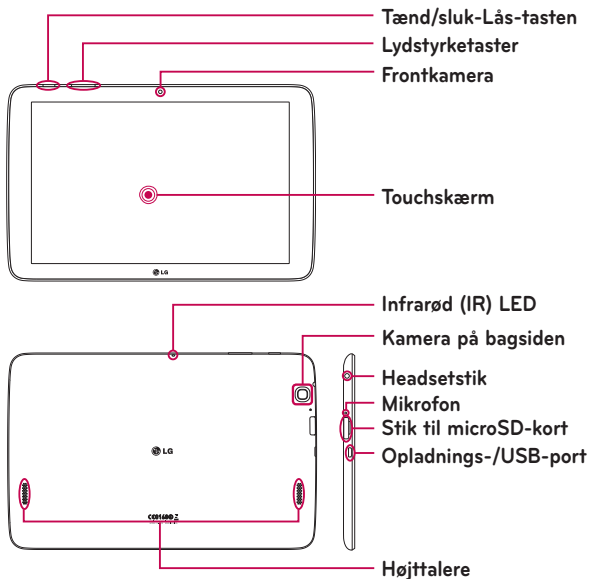 Tænd/sluk-Lås-tasten
Lydstyretaster
Frontkamera
Touchskærm
LG
Infrarød (IR) LED
Kamera på bagsiden
Headsetstik
Mikrofon
Stik til microSD-kort
Opladnings-/USB-port
LG
Højttalere